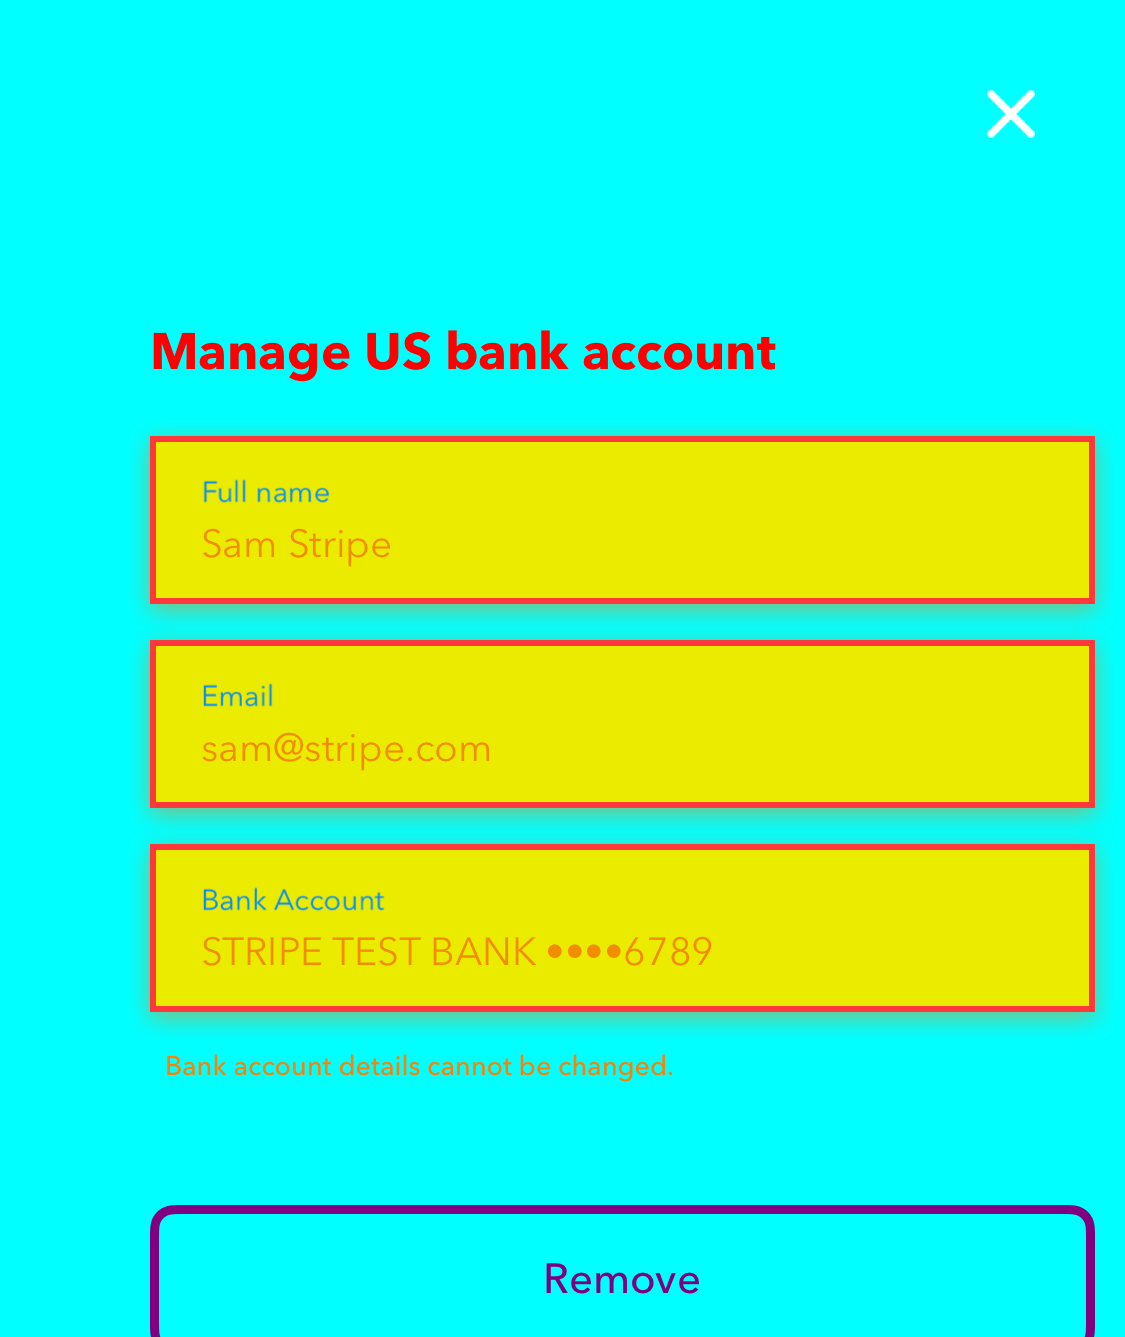 Manage US bank account
Full name
Sam Stripe
Email
sam@stripe.com
Bank Account
STRIPE TEST BANK ••••6789
Bank account details cannot be changed.
Remove